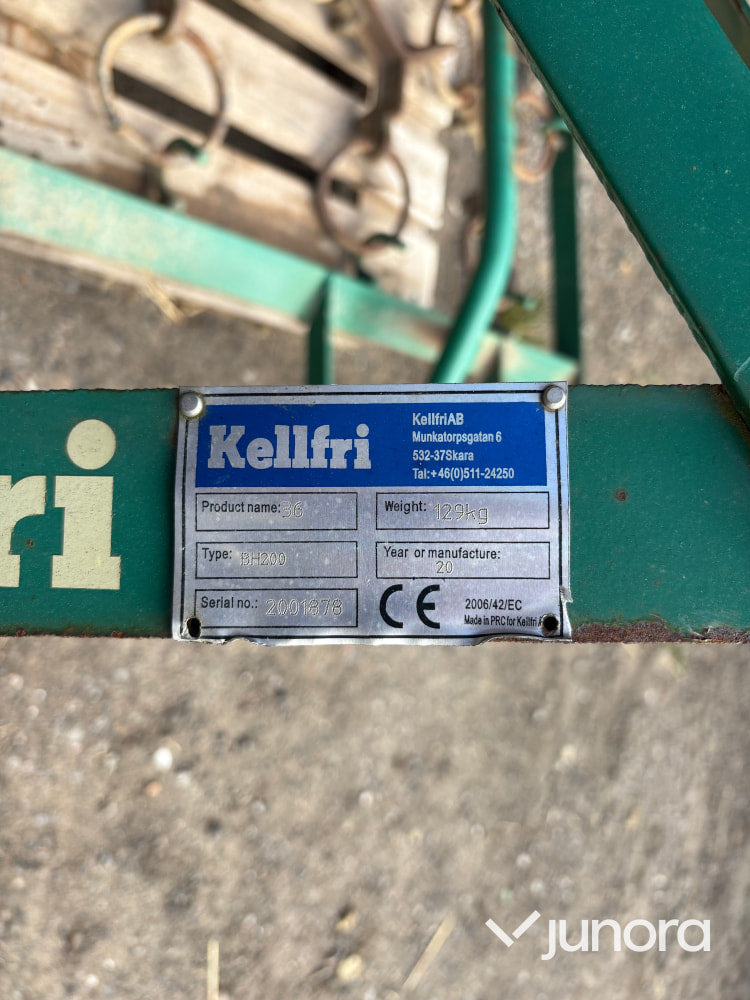 ri
Kellfri
KellfriAB
Munkatorpsgatan 6
532-37Skara
Tal:+46(0)511-24250
Product name: 36
Weight: 129kg
Type: BH200
Year or manufacture: 20
Serial no.: 2001878
CE
2006/42/EC
Made in PRC for Kellfri
junora